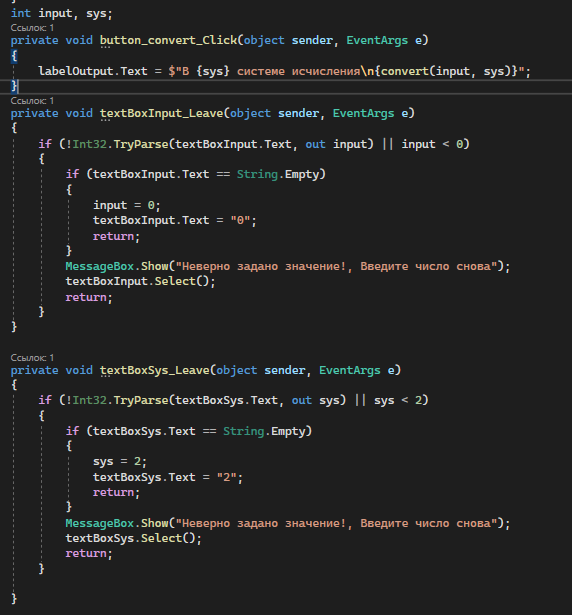 }
int input, sys;
Ссылок: 1
private void button_convert_Click(object sender, EventArgs e)
{
    labelOutput.Text = $"В {sys} системе исчисления\n{convert(input, sys)}";
}
Ссылок: 1
private void textBoxInput_Leave(object sender, EventArgs e)
{
    if (!Int32.TryParse(textBoxInput.Text, out input) || input < 0)
    {
        if (textBoxInput.Text == String.Empty)
        {
            input = 0;
            textBoxInput.Text = "0";
            return;
        }
        MessageBox.Show("Неверно задано значение!, Введите число снова");
        textBoxInput.Select();
        return;
    }
}
Ссылок: 1
private void textBoxSys_Leave(object sender, EventArgs e)
{
    if (!Int32.TryParse(textBoxSys.Text, out sys) || sys < 2)
    {
        if (textBoxSys.Text == String.Empty)
        {
            sys = 2;
            textBoxSys.Text = "2";
            return;
        }
        MessageBox.Show("Неверно задано значение!, Введите число снова");
        textBoxSys.Select();
        return;
    }
}